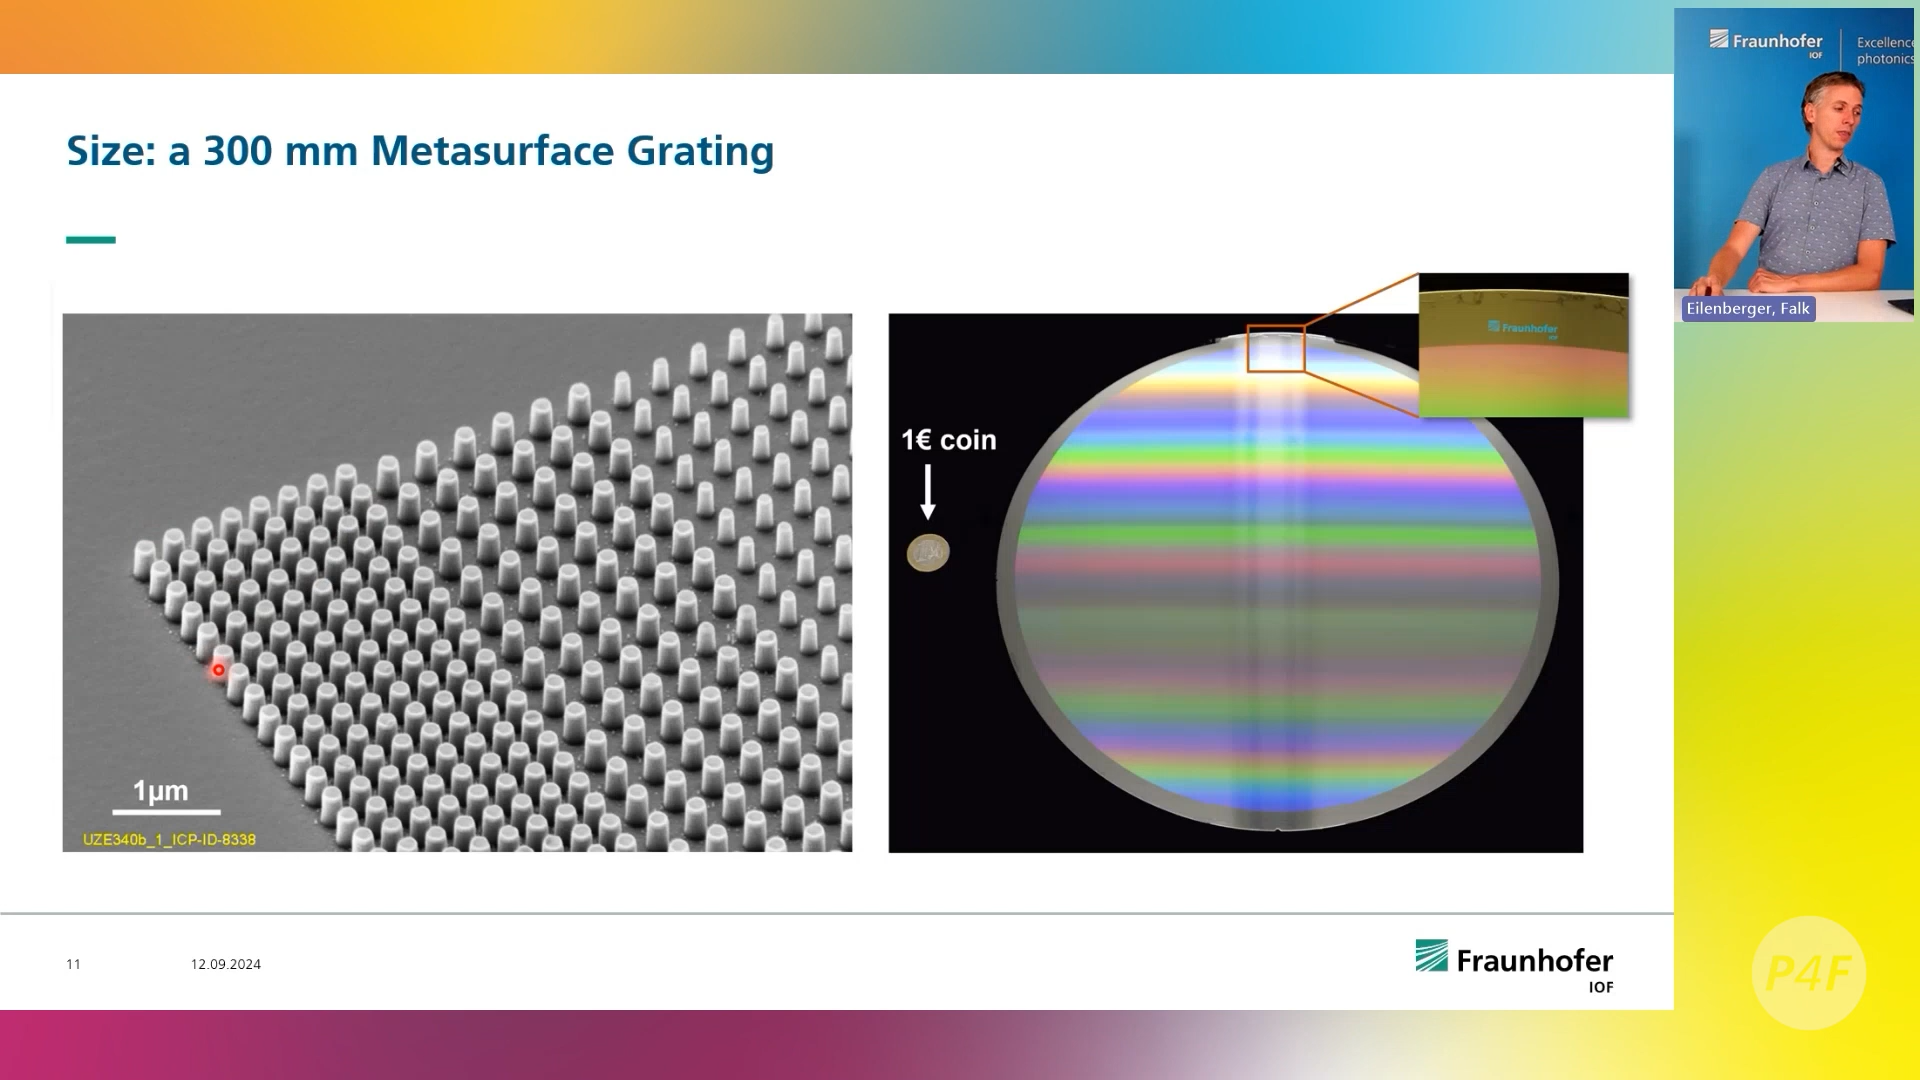 Size: a 300 mm Metasurface Grating
1€ coin
Fraunhofer
IOF
1µm
UZE340b_1_ICP-ID-8338
11
12.09.2024
Fraunhofer
IOF
Fraunhofer
IOF
Excellence
photonics
Eilenberger, Falk
P4F